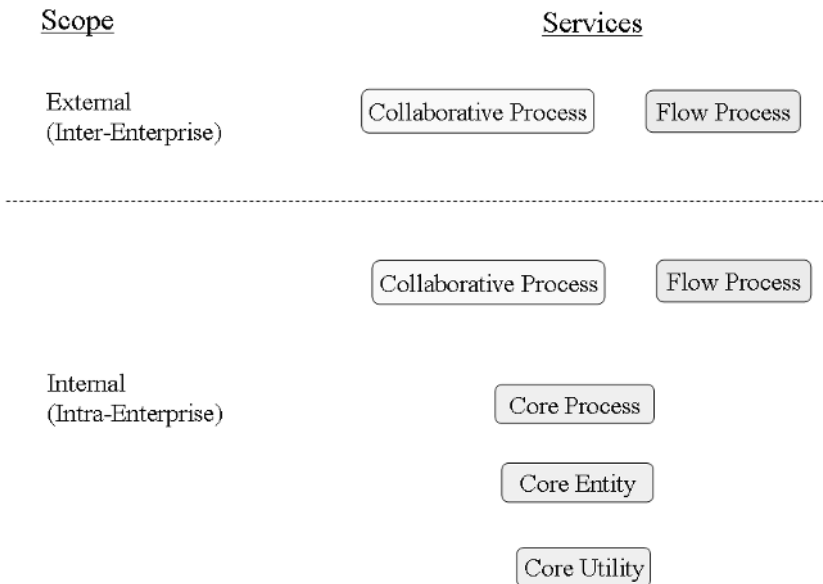 Scope
Services
External
(Inter-Enterprise)
Collaborative Process
Flow Process
Collaborative Process
Flow Process
Internal
(Intra-Enterprise)
Core Process
Core Entity
Core Utility